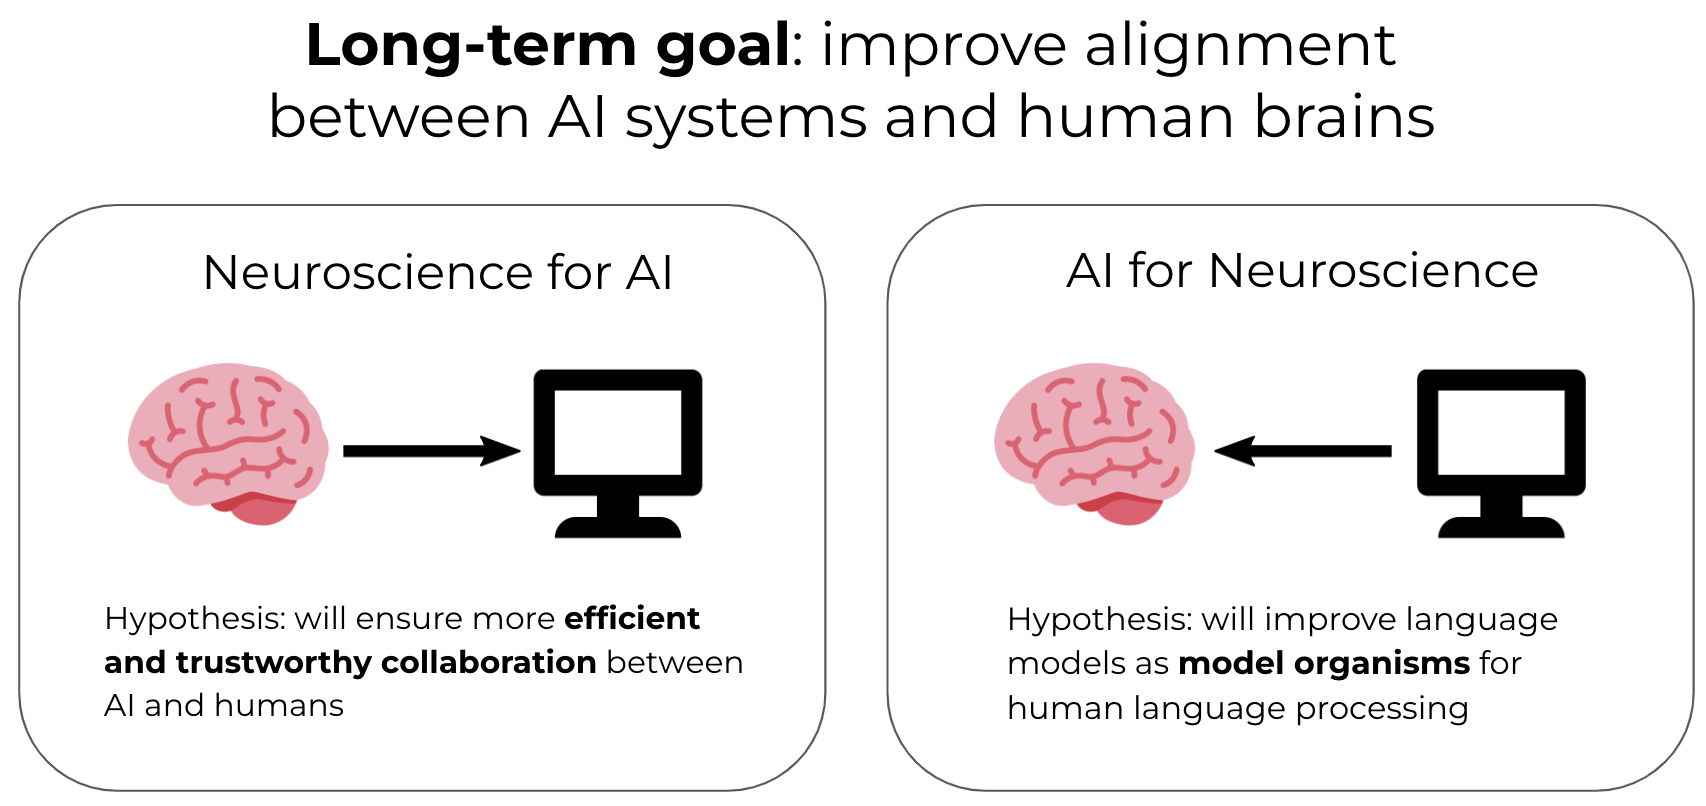 Long-term goal: improve alignment
between AI systems and human brains
Neuroscience for AI
Hypothesis: will ensure more efficient
and trustworthy collaboration between
AI and humans
AI for Neuroscience
Hypothesis: will improve language
models as model organisms for
human language processing